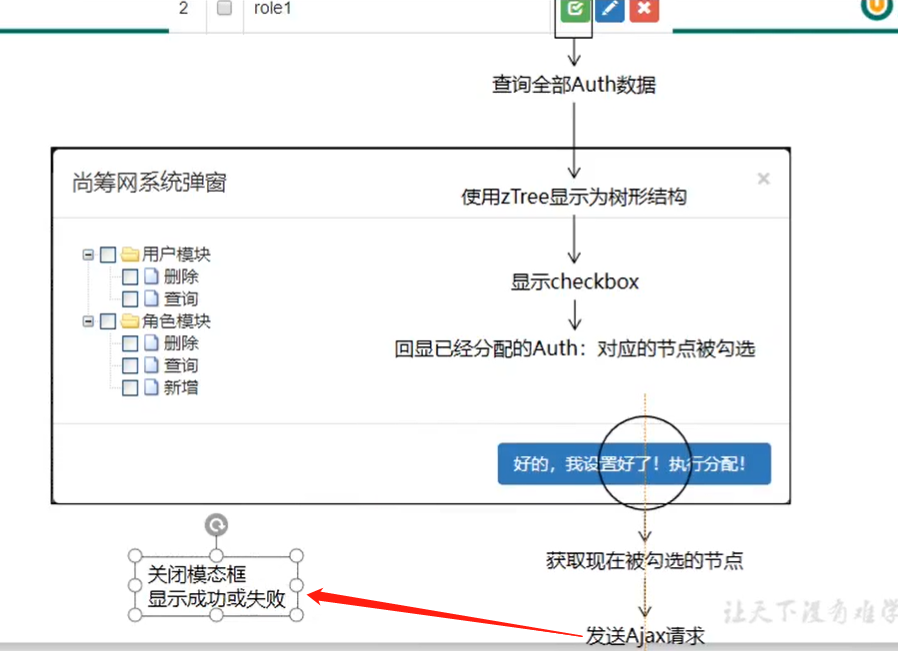 2 role1
查询全部Auth数据
尚筹网系统弹窗
×
使用zTree显示为树形结构
用户模块
删除
查询
角色模块
删除
查询
新增
显示checkbox
回显已经分配的Auth：对应的节点被勾选
好的，我设置好了！执行分配！
获取现在被勾选的节点
关闭模态框
显示成功或失败
发送Ajax请求
让天下没有难学